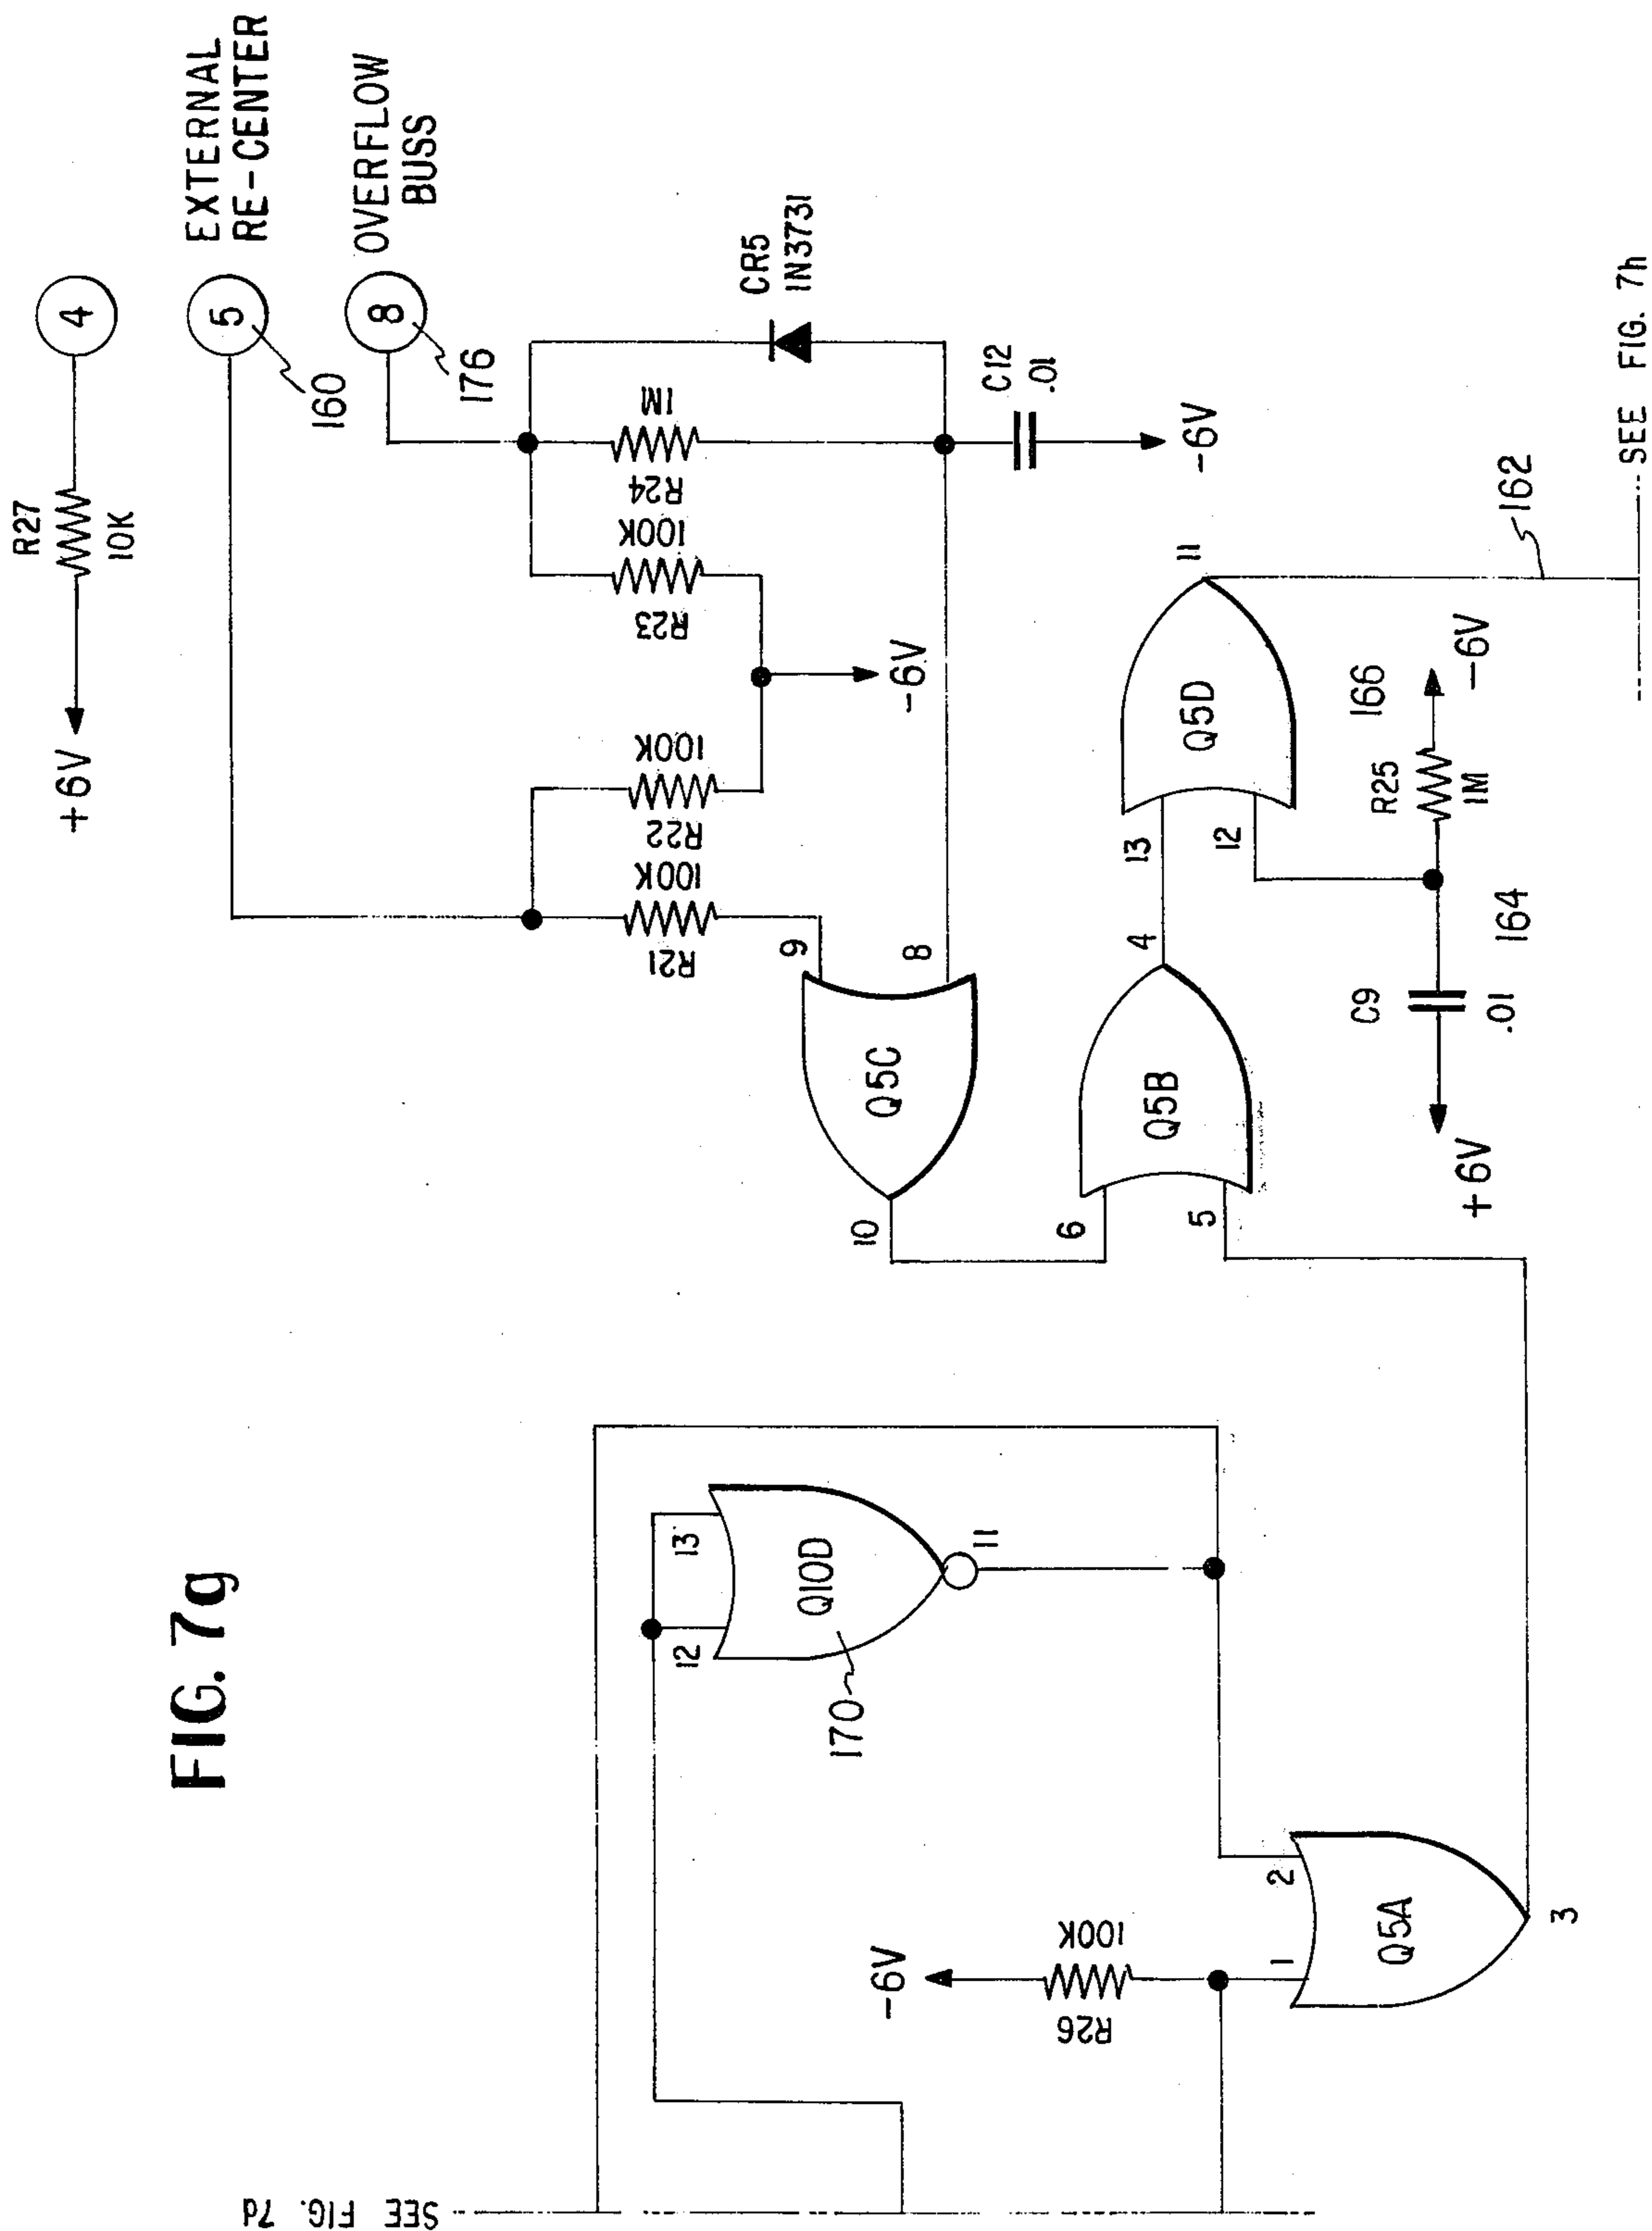 FIG. 7g
+6V
R27
10K
4
5
EXTERNAL
RE-CENTER
160
8
OVERFLOW
BUSS
176
R21
100K
R22
100K
R23
100K
R24
1M
CR5
1N3731
-6V
C12
.01
-6V
9
8
Q5C
10
6
5
Q5B
4
13
12
Q5D
11
162
C9
.01
164
R25
1M
166
+6V
-6V
SEE FIG. 7h
12
13
Q10D
11
170
-6V
R26
100K
1
2
Q5A
3
SEE FIG. 7d